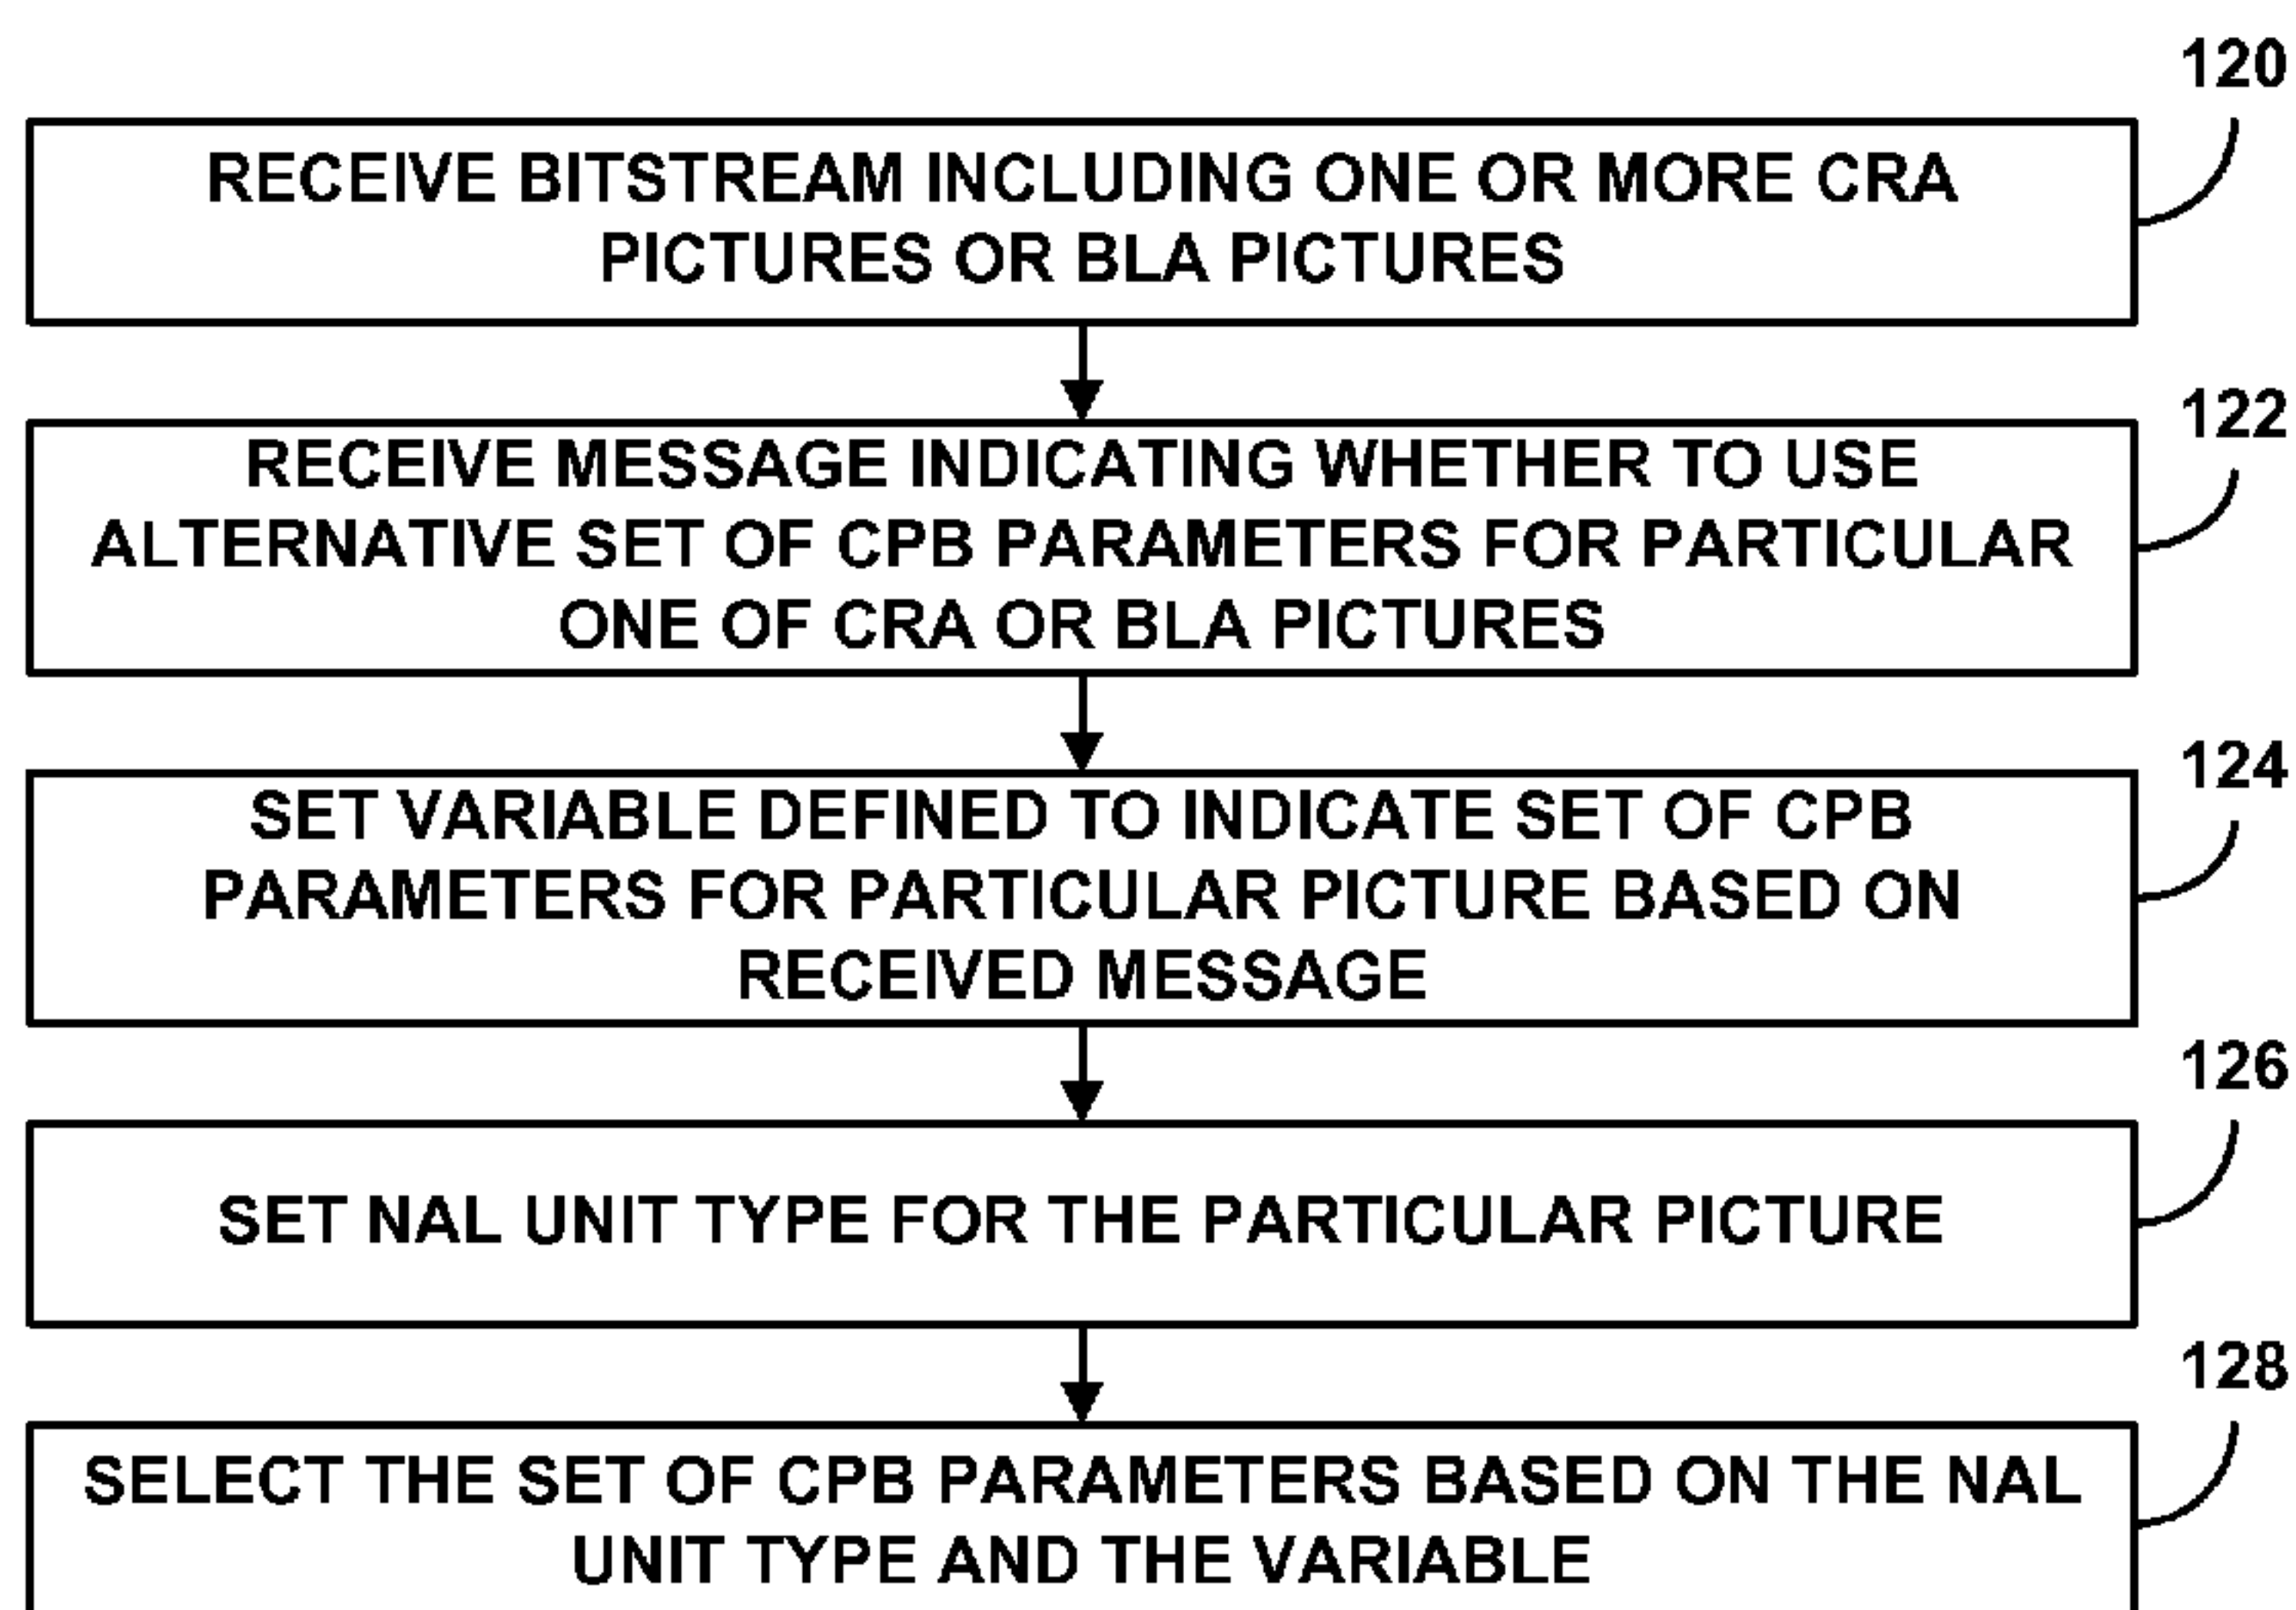 120
RECEIVE BITSTREAM INCLUDING ONE OR MORE CRA
PICTURES OR BLA PICTURES
122
RECEIVE MESSAGE INDICATING WHETHER TO USE
ALTERNATIVE SET OF CPB PARAMETERS FOR PARTICULAR
ONE OF CRA OR BLA PICTURES
124
SET VARIABLE DEFINED TO INDICATE SET OF CPB
PARAMETERS FOR PARTICULAR PICTURE BASED ON
RECEIVED MESSAGE
126
SET NAL UNIT TYPE FOR THE PARTICULAR PICTURE
128
SELECT THE SET OF CPB PARAMETERS BASED ON THE NAL
UNIT TYPE AND THE VARIABLE